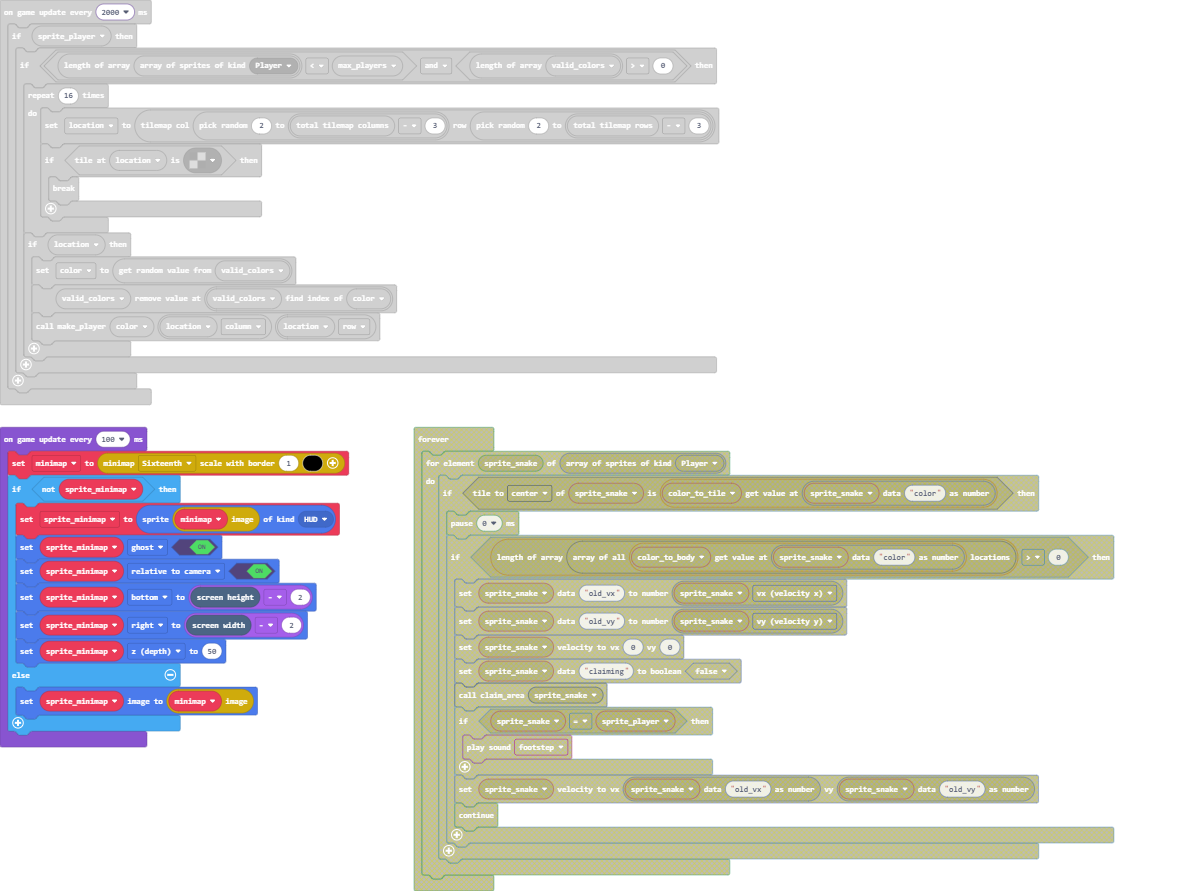 on game update every 2000 ms
if sprite_player then
if length of array array of sprites of kind Player < max_players and length of array valid_colors > 0 then
repeat 16 times
do
set location to tilemap col pick random 2 to total tilemap columns - 3 row pick random 2 to total tilemap rows - 3
if tile at location is then
break
if location then
set color to get random value from valid_colors
valid_colors remove value at valid_colors find index of color
call make_player color location column location row
on game update every 100 ms
set minimap to minimap Sixteenth scale with border 1
if not sprite_minimap then
set sprite_minimap to sprite minimap image of kind HUD
set sprite_minimap ghost ON
set sprite_minimap relative to camera ON
set sprite_minimap bottom to screen height - 2
set sprite_minimap right to screen width - 2
set sprite_minimap z (depth) to 50
else
set sprite_minimap image to minimap image
forever
for element sprite_snake of array of sprites of kind Player
do
if tile to center of sprite_snake is color_to_tile get value at sprite_snake data "color" as number then
pause 0 ms
if length of array array of all color_to_body get value at sprite_snake data "color" as number locations > 0 then
set sprite_snake data "old_vx" to number sprite_snake vx (velocity x)
set sprite_snake data "old_vy" to number sprite_snake vy (velocity y)
set sprite_snake velocity to vx 0 vy 0
set sprite_snake data "claiming" to boolean false
call claim_area sprite_snake
if sprite_snake = sprite_player then
play sound footstep
set sprite_snake velocity to vx sprite_snake data "old_vx" as number vy sprite_snake data "old_vy" as number
continue